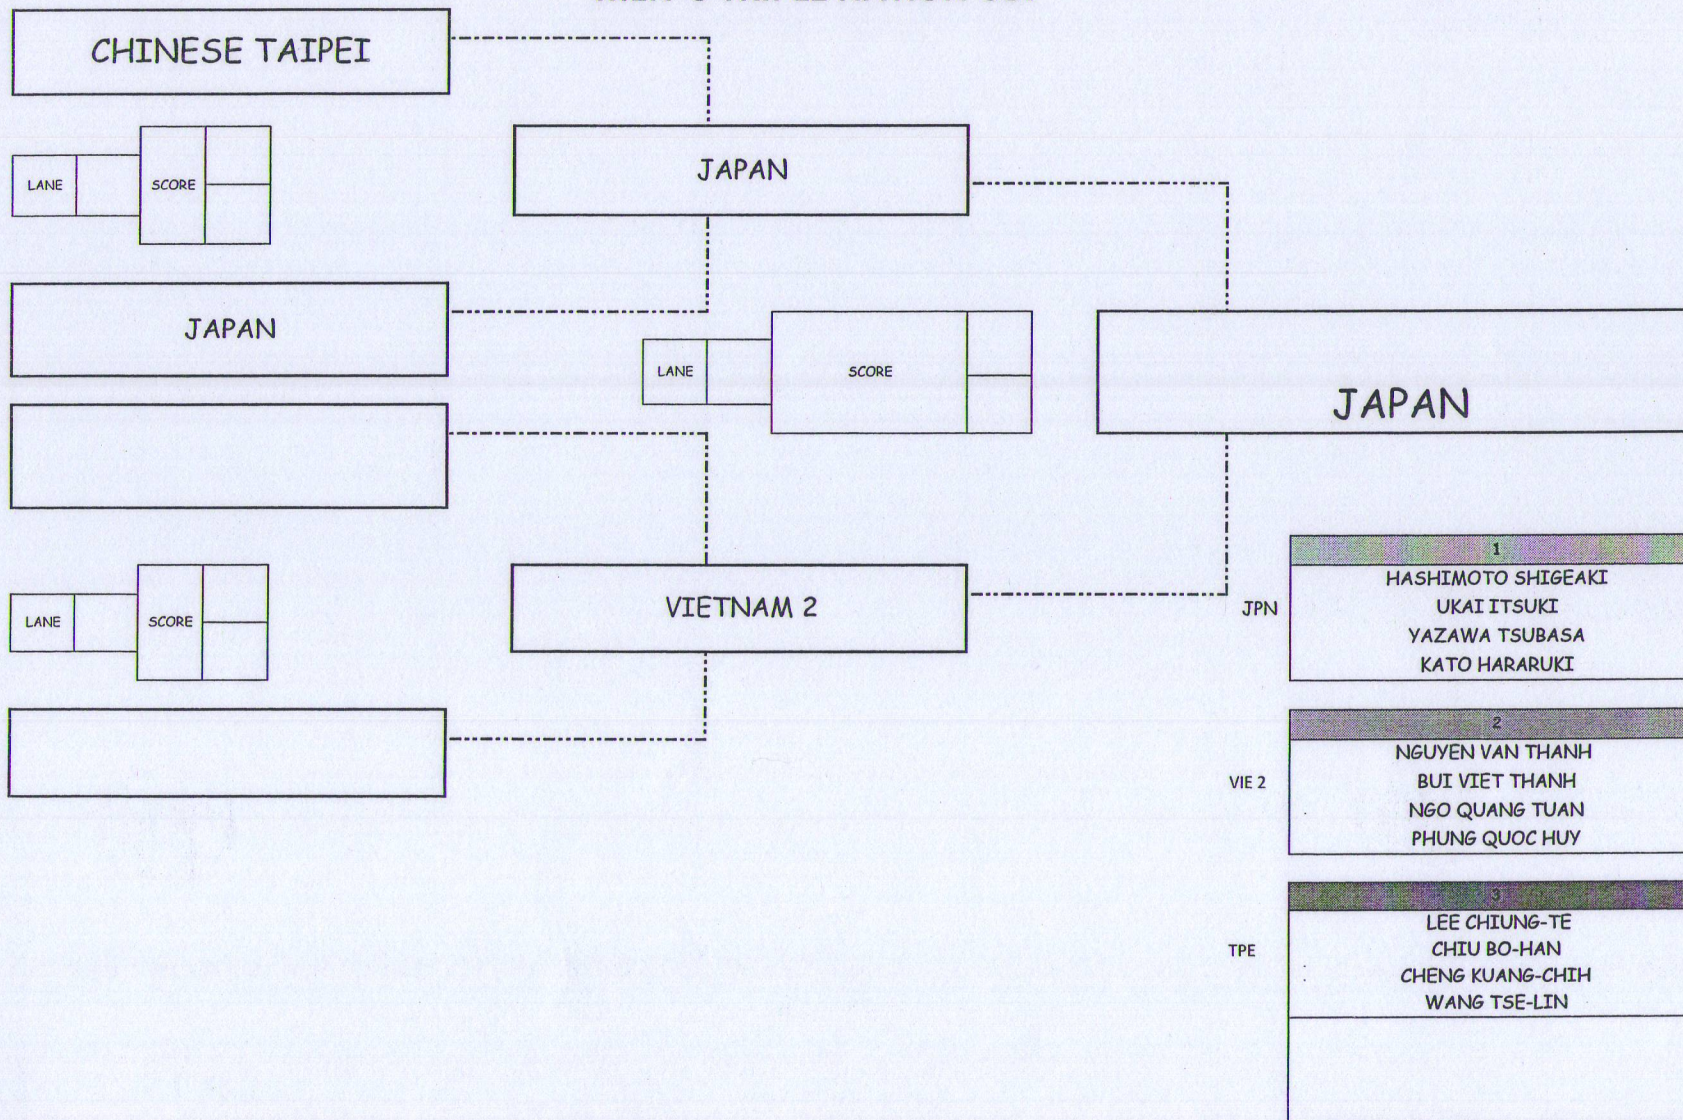 CHINESE TAIPEI
LANE
SCORE
JAPAN
JAPAN
LANE
SCORE
JAPAN
LANE
SCORE
VIETNAM 2
JPN
1
HASHIMOTO SHIGEAKI
UKAI ITSUKI
YAZAWA TSUBASA
KATO HARARUKI
VIE 2
2
NGUYEN VAN THANH
BUI VIET THANH
NGO QUANG TUAN
PHUNG QUOC HUY
TPE
3
LEE CHIUNG-TE
CHIU BO-HAN
CHENG KUANG-CHIH
WANG TSE-LIN